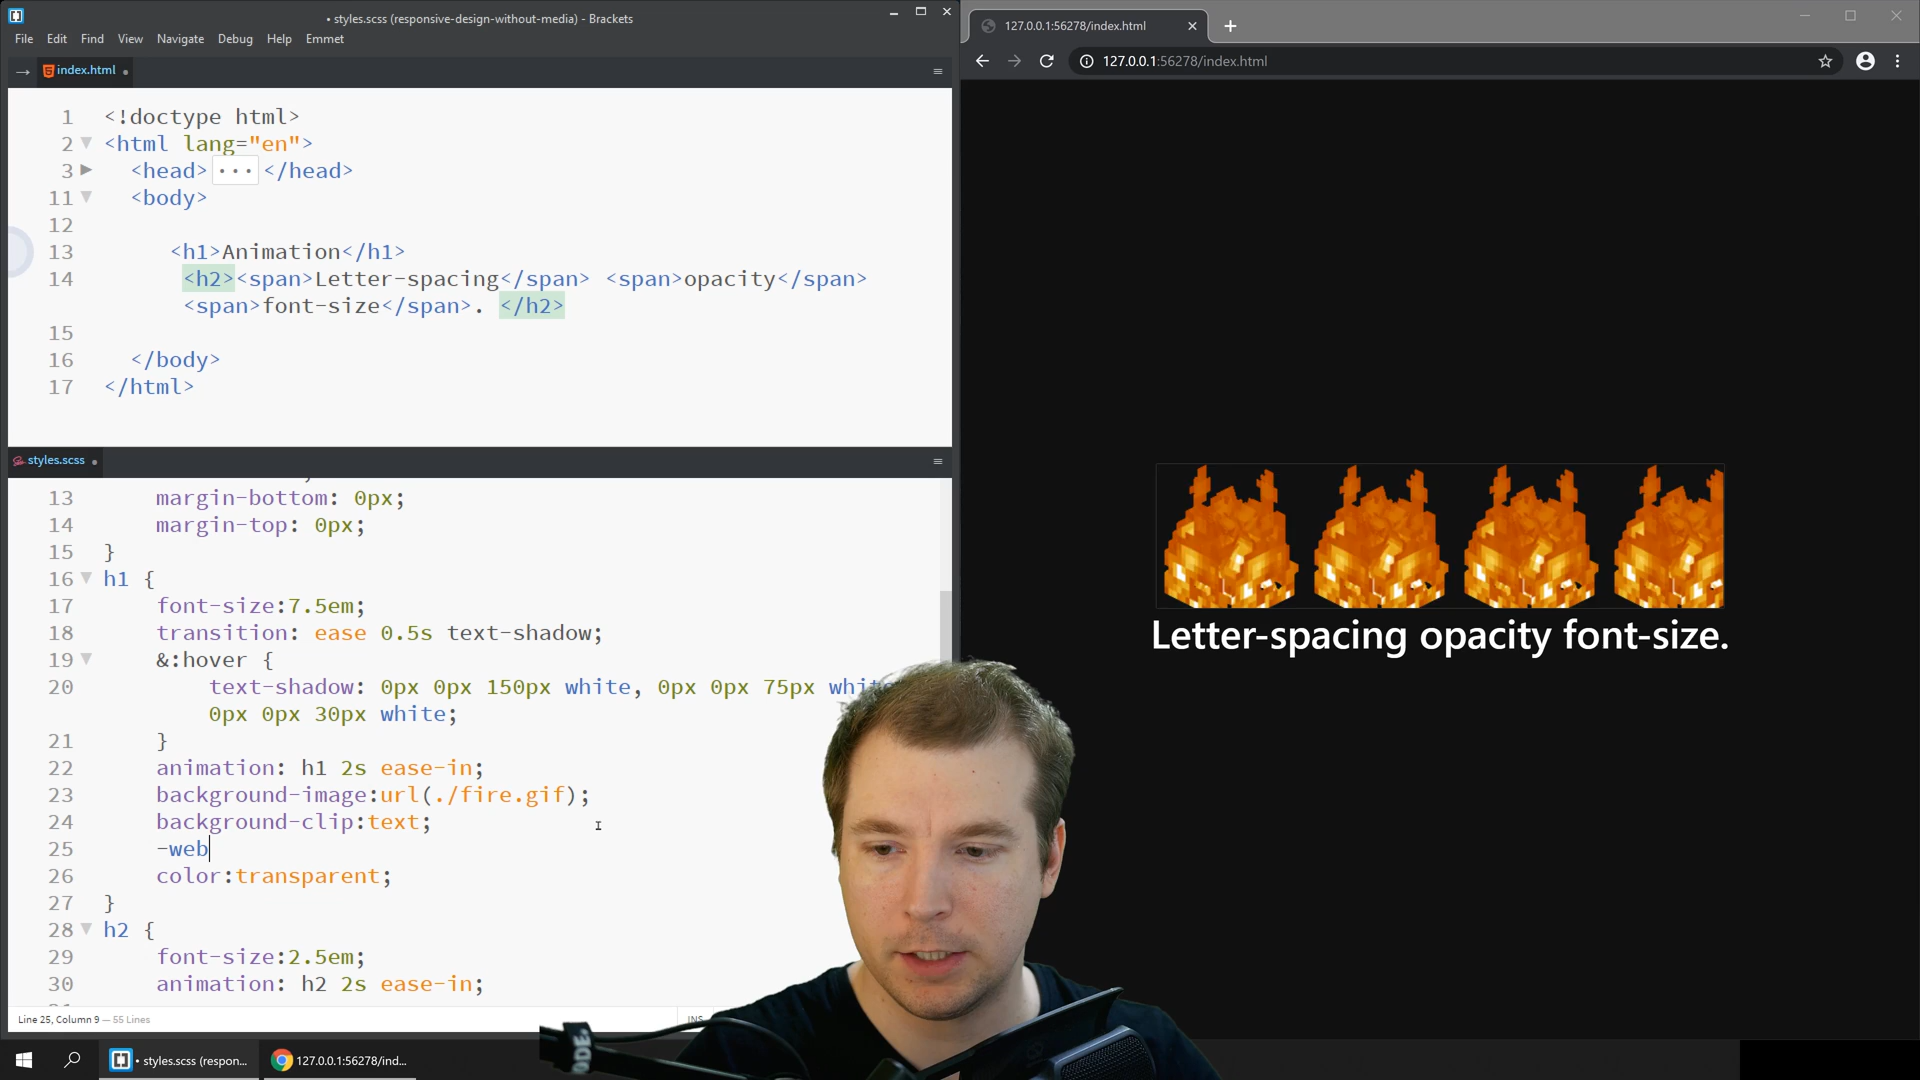 • styles.scss (responsive-design-without-media) - Brackets
File Edit Find View Navigate Debug Help Emmet
index.html
1 <!doctype html>
2 <html lang="en">
3 <head>···</head>
11 <body>
12
13 <h1>Animation</h1>
14 <h2><span>Letter-spacing</span> <span>opacity</span>
<span>font-size</span>. </h2>
15
16 </body>
17 </html>
styles.scss
13 margin-bottom: 0px;
14 margin-top: 0px;
15 }
16 h1 {
17 font-size:7.5em;
18 transition: ease 0.5s text-shadow;
19 &:hover {
20 text-shadow: 0px 0px 150px white, 0px 0px 75px white
0px 0px 30px white;
21 }
22 animation: h1 2s ease-in;
23 background-image:url(./fire.gif);
24 background-clip:text;
25 -web
26 color:transparent;
27 }
28 h2 {
29 font-size:2.5em;
30 animation: h2 2s ease-in;
Line 25, Column 9 — 55 Lines
INS
• styles.scss (respon...
127.0.0.1:56278/ind...
127.0.0.1:56278/index.html
127.0.0.1:56278/index.html
Letter-spacing opacity font-size.